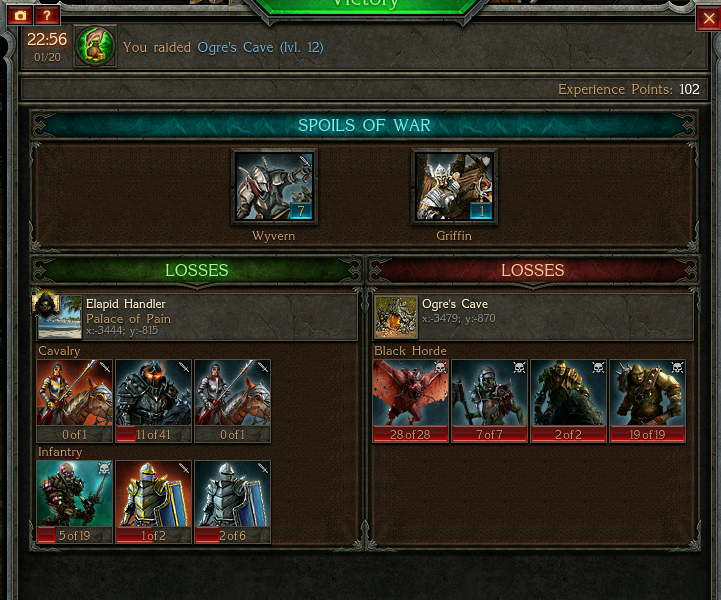 Victory
?
22:56
01/20
You raided Ogre's Cave (lvl. 12)
Experience Points: 102
SPOILS OF WAR
7
1
Wyvern
Griffin
LOSSES
LOSSES
Elapid Handler
Palace of Pain
x:-3444; y:-815
Ogre's Cave
x:-3479; y:-870
Cavalry
Black Horde
0 of 1
11 of 41
0 of 1
28 of 28
7 of 7
2 of 2
19 of 19
Infantry
5 of 19
1 of 2
2 of 6